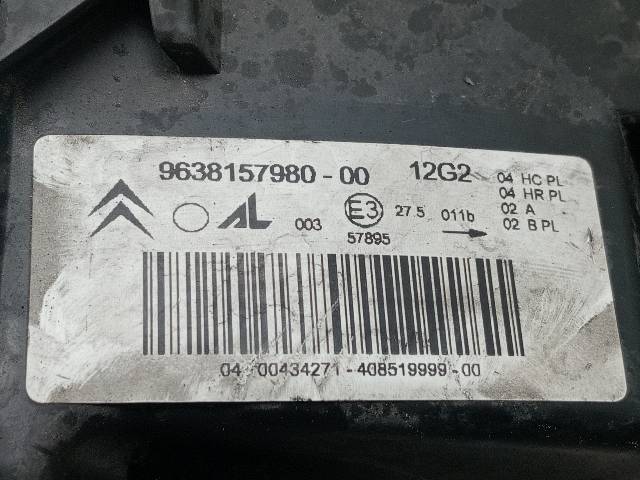 9638157980-00 12G2
04 HC PL
04 HR PL
02 A
02 B PL
AL 003 E3 27.5 011b
57895
04 00434271-408519999-00